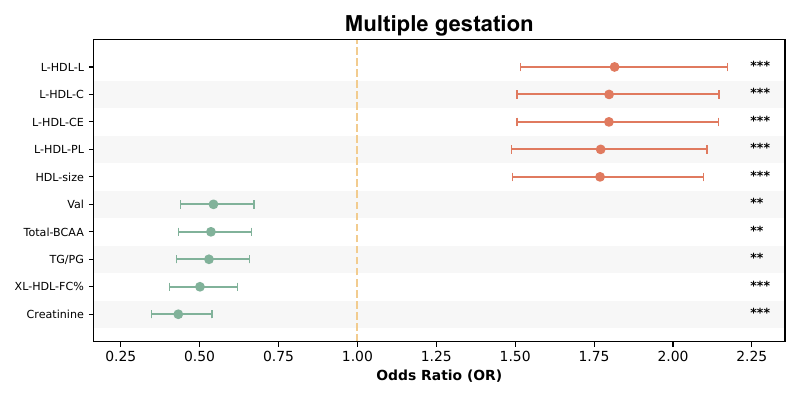 Multiple gestation
L-HDL-L ***
L-HDL-C ***
L-HDL-CE ***
L-HDL-PL ***
HDL-size ***
Val **
Total-BCAA **
TG/PG **
XL-HDL-FC% ***
Creatinine ***
0.25 0.50 0.75 1.00 1.25 1.50 1.75 2.00 2.25
Odds Ratio (OR)